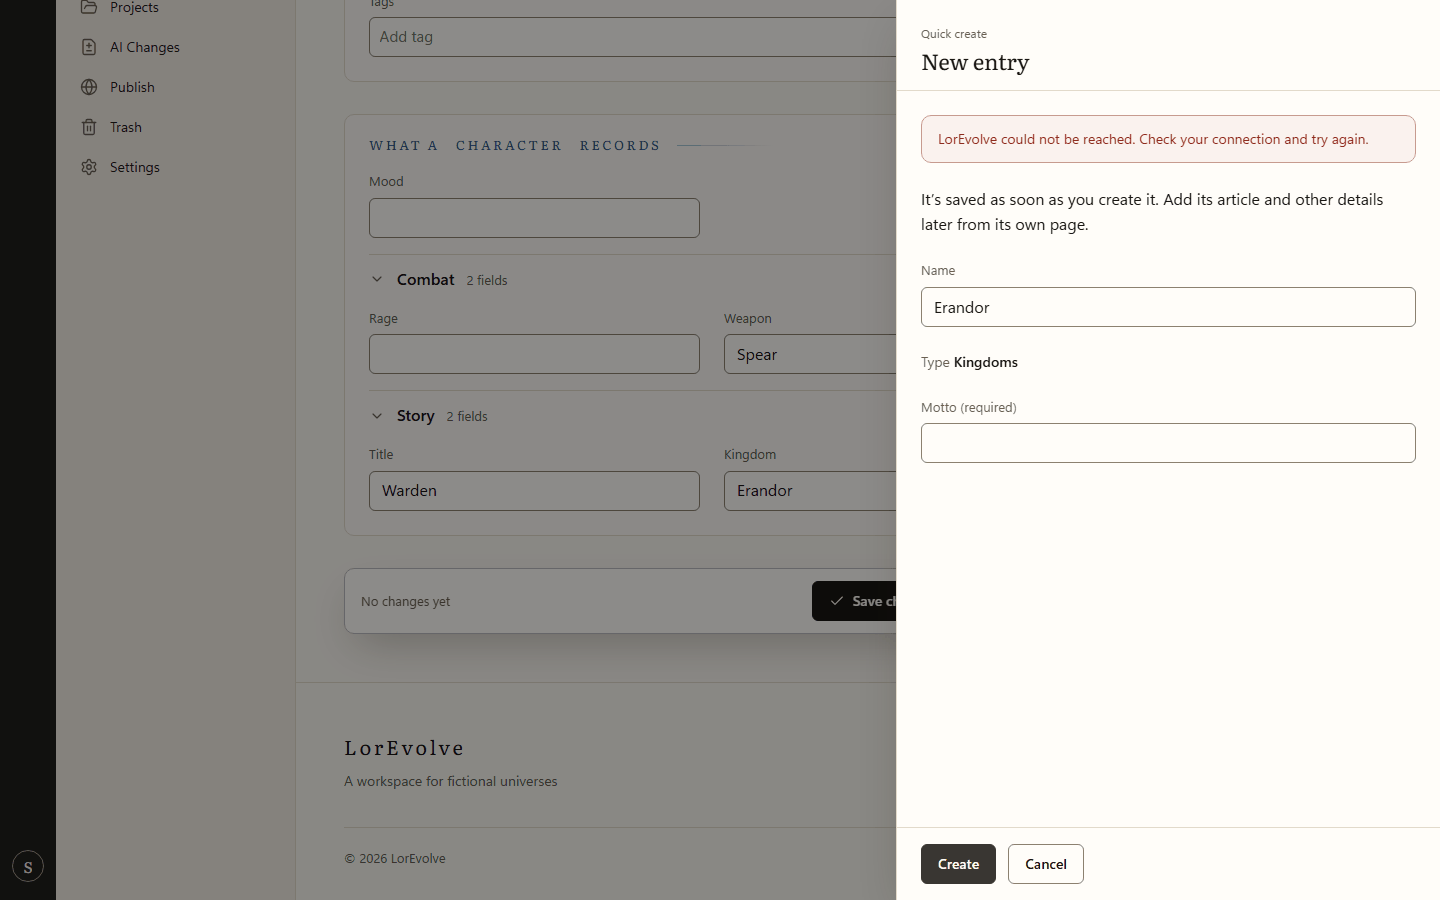 Projects
AI Changes
Publish
Trash
Settings
S
Tags
Add tag
WHAT A CHARACTER RECORDS
Mood
Combat 2 fields
Rage
Weapon
Spear
Story 2 fields
Title
Kingdom
Warden
Erandor
No changes yet
LorEvolve
A workspace for fictional universes
© 2026 LorEvolve
Quick create
New entry
LorEvolve could not be reached. Check your connection and try again.
It’s saved as soon as you create it. Add its article and other details
later from its own page.
Name
Erandor
Type Kingdoms
Motto (required)
Create
Cancel
Save